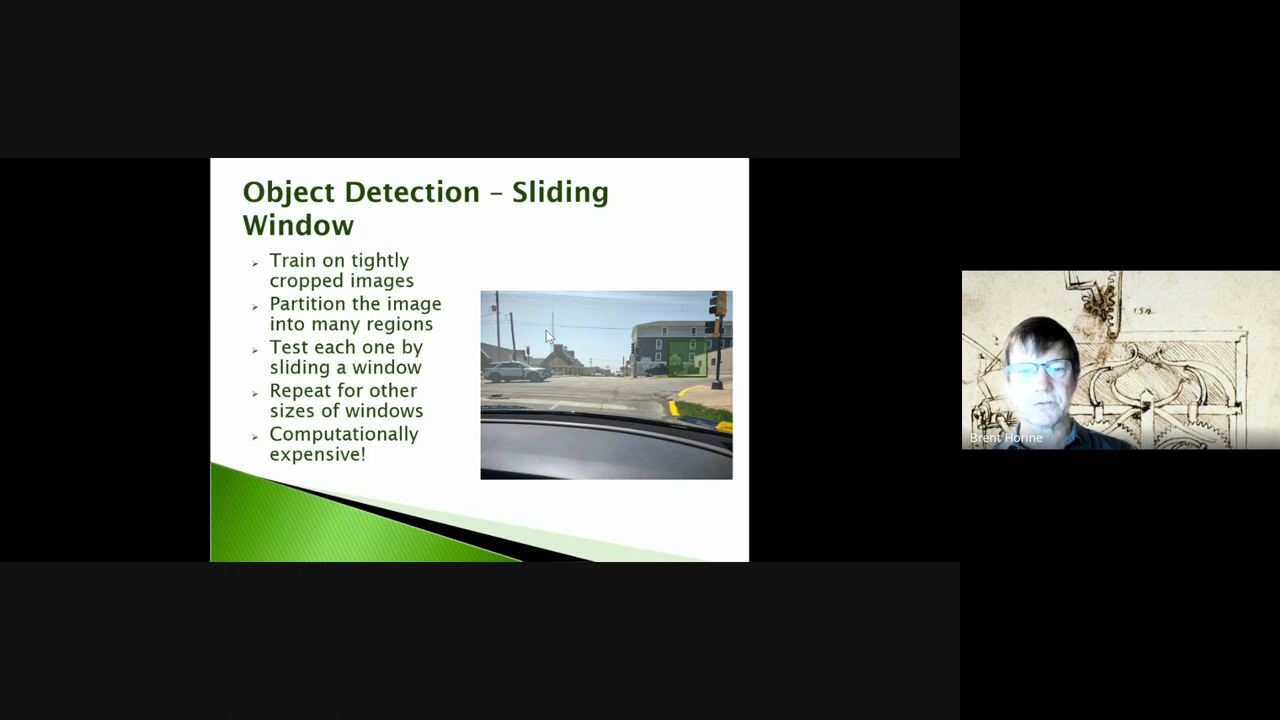 Object Detection – Sliding
Window
Train on tightly
cropped images
Partition the image
into many regions
Test each one by
sliding a window
Repeat for other
sizes of windows
Computationally
expensive!
Brent Horine